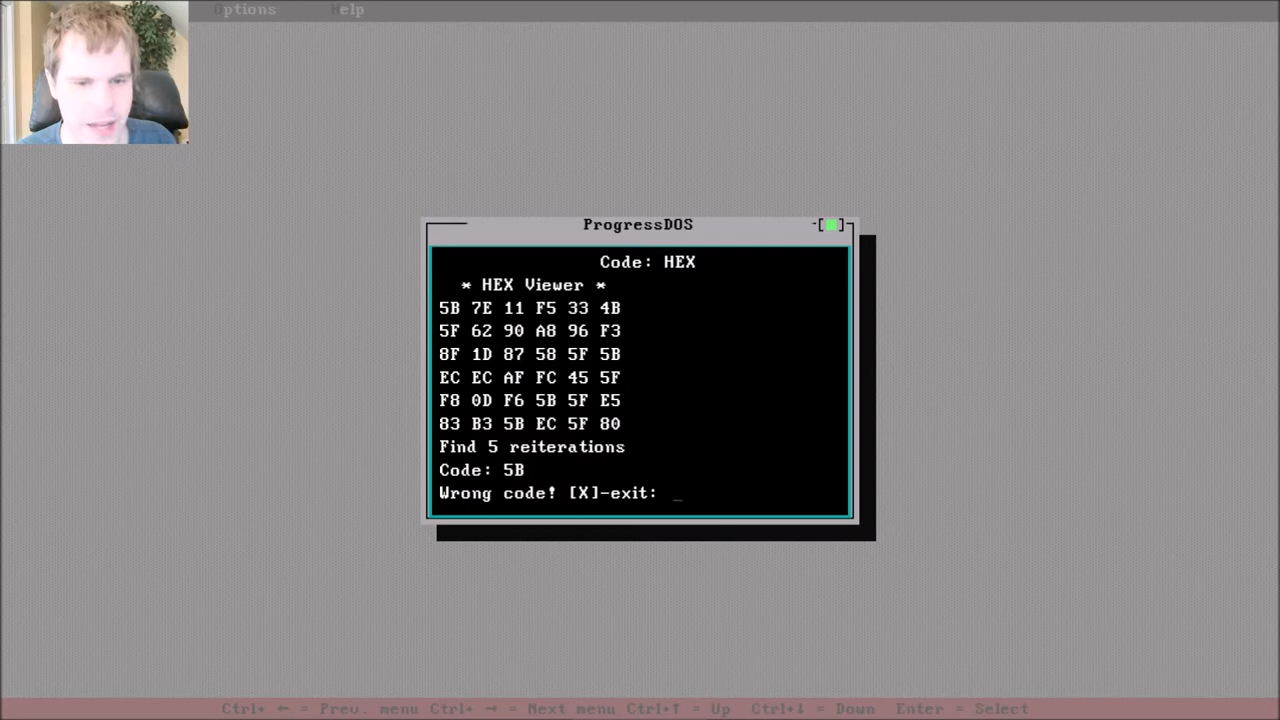 Options Help
ProgressDOS
Code: HEX
* HEX Viewer *
5B 7E 11 F5 33 4B
5F 62 90 A8 96 F3
8F 1D 87 58 5F 5B
EC EC AF FC 45 5F
F8 0D F6 5B 5F E5
83 B3 5B EC 5F 80
Find 5 reiterations
Code: 5B
Wrong code! [X]-exit: _
Ctrl+ ← = Prev. menu Ctrl+ → = Next menu Ctrl+↑ = Up Ctrl+↓ = Down Enter = Select